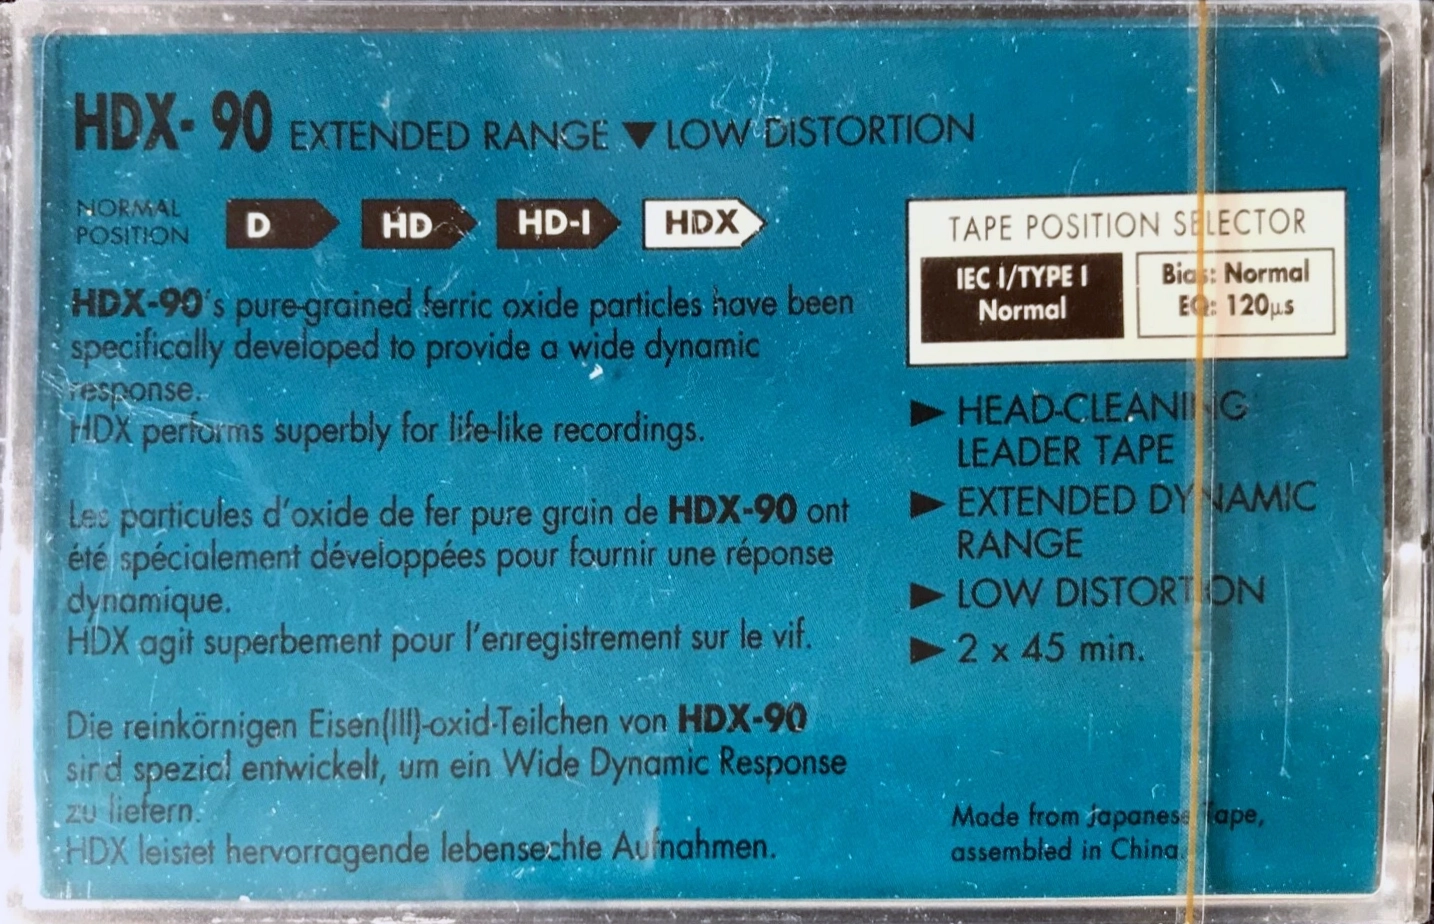 HDX-90 EXTENDED RANGE ▼ LOW DISTORTION
NORMAL
POSITION
D HD HD-I HDX
HDX-90's pure-grained ferric oxide particles have been
specifically developed to provide a wide dynamic
response.
HDX performs superbly for life-like recordings.
Les particules d'oxide de fer pure grain de HDX-90 ont
été spécialement développées pour fournir une réponse
dynamique.
HDX agit superbement pour l'enregistrement sur le vif.
Die reinkörnigen Eisen(III)-oxid-Teilchen von HDX-90
sind spezial entwickelt, um ein Wide Dynamic Response
zu liefern.
HDX leistet hervorragende lebensechte Aufnahmen.
TAPE POSITION SELECTOR
IEC I/TYPE I
Normal
Bias: Normal
EQ: 120µs
► HEAD-CLEANING
LEADER TAPE
► EXTENDED DYNAMIC
RANGE
► LOW DISTORTION
► 2 x 45 min.
Made from Japanese Tape,
assembled in China.